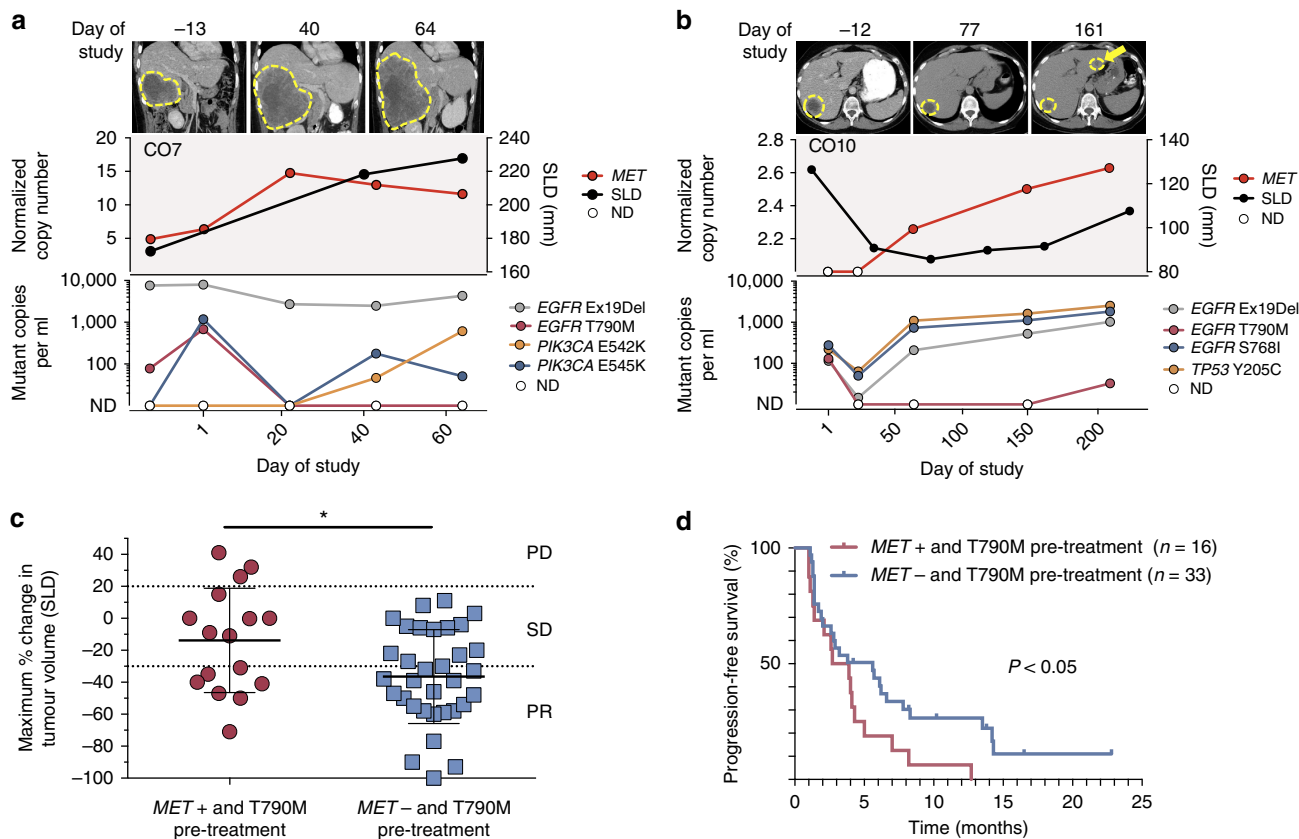 a
Day of study
−13 40 64
CO7
Normalized copy number
20
15
10
5
240
220
200
180
160
SLD (mm)
MET
SLD
ND
Mutant copies per ml
10,000
1,000
100
ND
EGFR Ex19Del
EGFR T790M
PIK3CA E542K
PIK3CA E545K
ND
1 20 40 60
Day of study
b
Day of study
−12 77 161
CO10
Normalized copy number
2.8
2.6
2.4
2.2
140
120
100
80
SLD (mm)
MET
SLD
ND
Mutant copies per ml
10,000
1,000
100
ND
EGFR Ex19Del
EGFR T790M
EGFR S768I
TP53 Y205C
ND
1 50 100 150 200
Day of study
c
*
Maximum % change in tumour volume (SLD)
40
20
0
−20
−40
−60
−80
−100
PD
SD
PR
MET + and T790M pre-treatment
MET − and T790M pre-treatment
d
Progression-free survival (%)
100
50
MET + and T790M pre-treatment (n = 16)
MET − and T790M pre-treatment (n = 33)
P < 0.05
0 5 10 15 20 25
Time (months)